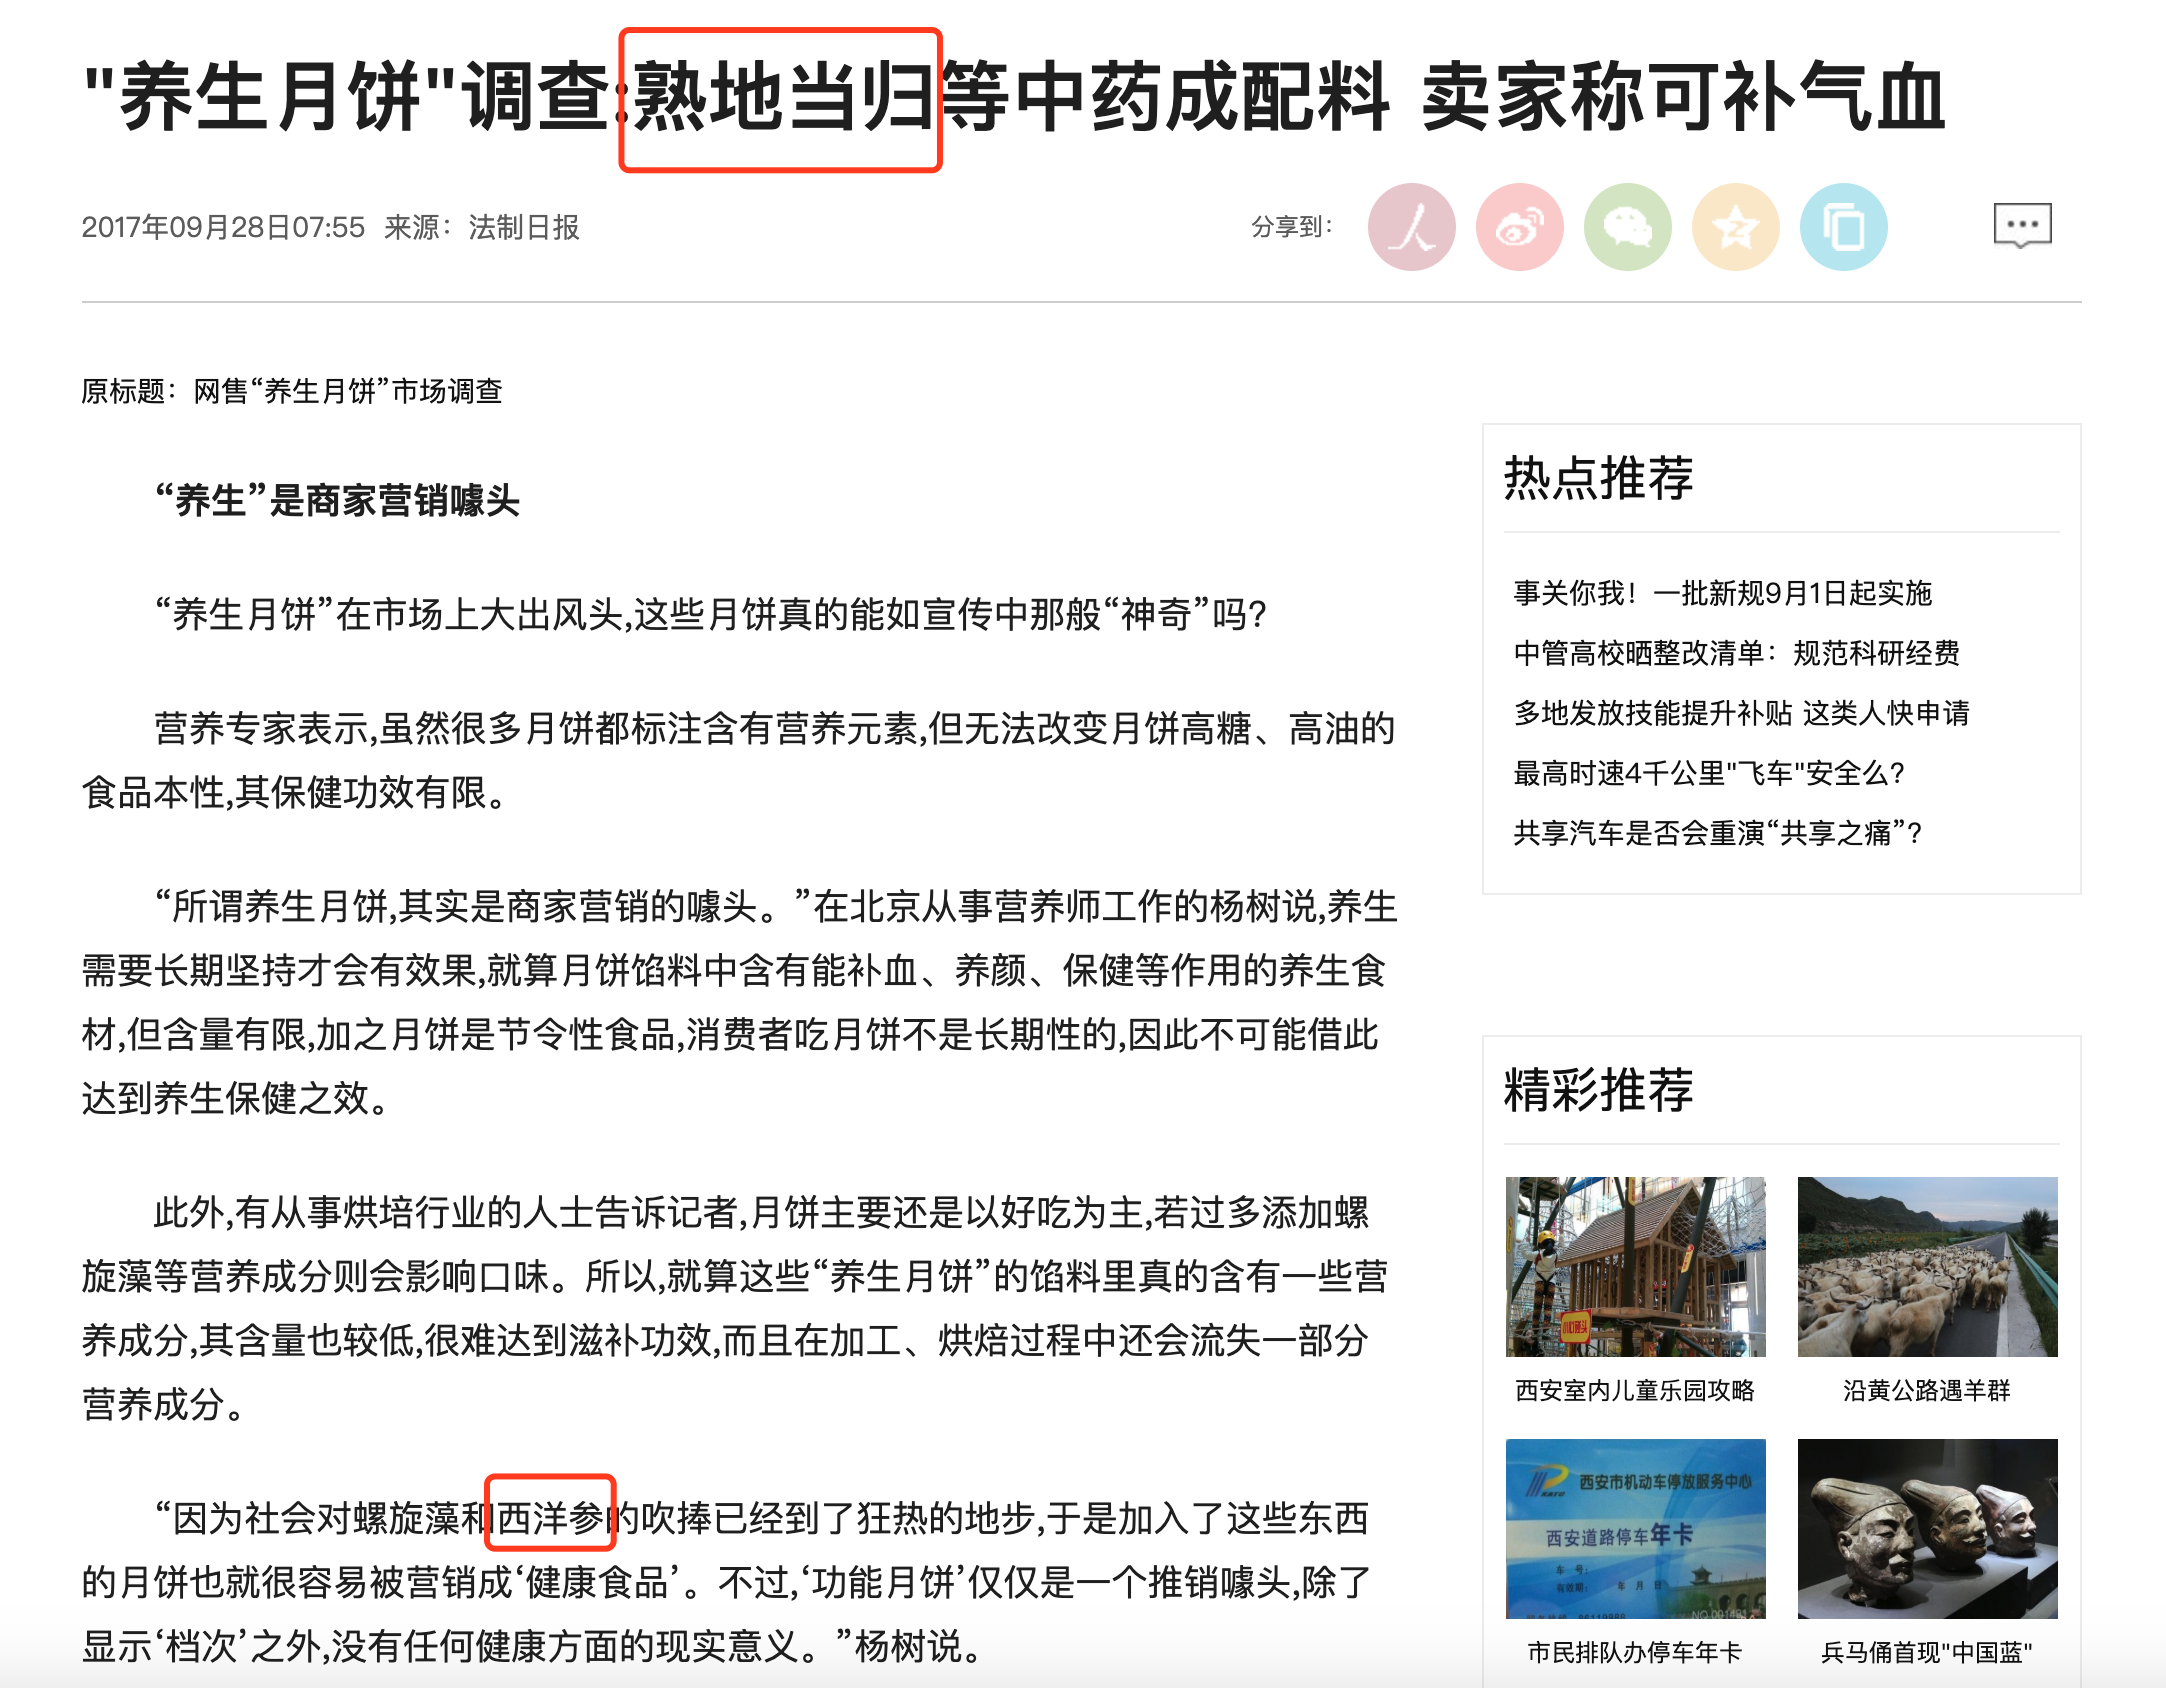 "养生月饼"调查:熟地当归等中药成配料 卖家称可补气血
2017年09月28日07:55 来源：法制日报
分享到：
原标题：网售“养生月饼”市场调查
“养生”是商家营销噱头
“养生月饼”在市场上大出风头,这些月饼真的能如宣传中那般“神奇”吗?
营养专家表示,虽然很多月饼都标注含有营养元素,但无法改变月饼高糖、高油的
食品本性,其保健功效有限。
“所谓养生月饼,其实是商家营销的噱头。”在北京从事营养师工作的杨树说,养生
需要长期坚持才会有效果,就算月饼馅料中含有能补血、养颜、保健等作用的养生食
材,但含量有限,加之月饼是节令性食品,消费者吃月饼不是长期性的,因此不可能借此
达到养生保健之效。
此外,有从事烘培行业的人士告诉记者,月饼主要还是以好吃为主,若过多添加螺
旋藻等营养成分则会影响口味。所以,就算这些“养生月饼”的馅料里真的含有一些营
养成分,其含量也较低,很难达到滋补功效,而且在加工、烘焙过程中还会流失一部分
营养成分。
“因为社会对螺旋藻和西洋参的吹捧已经到了狂热的地步,于是加入了这些东西
的月饼也就很容易被营销成‘健康食品’。不过,‘功能月饼’仅仅是一个推销噱头,除了
显示‘档次’之外,没有任何健康方面的现实意义。”杨树说。
热点推荐
事关你我！一批新规9月1日起实施
中管高校晒整改清单：规范科研经费
多地发放技能提升补贴 这类人快申请
最高时速4千公里"飞车"安全么?
共享汽车是否会重演“共享之痛”?
精彩推荐
西安室内儿童乐园攻略
沿黄公路遇羊群
西安市机动车停放服务中心
西安道路停车年卡
车 号:
有效期: 年 月 日
市民排队办停车年卡
兵马俑首现"中国蓝"